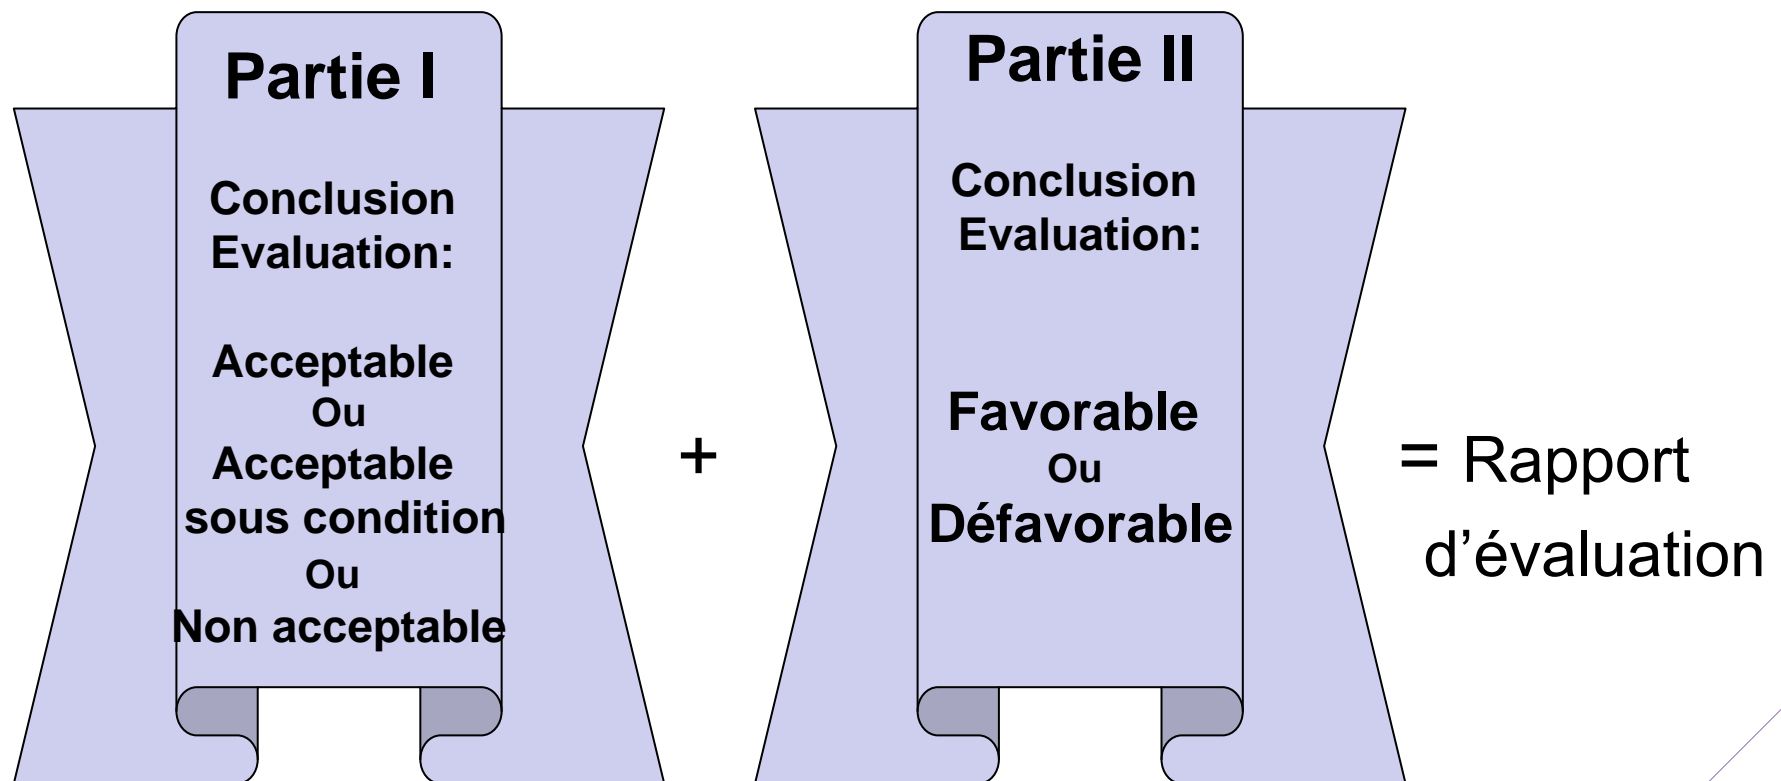 Partie I
Conclusion
Evaluation:
Acceptable
Ou
Acceptable
sous condition
Ou
Non acceptable
+
Partie II
Conclusion
Evaluation:
Favorable
Ou
Défavorable
= Rapport
d’évaluation